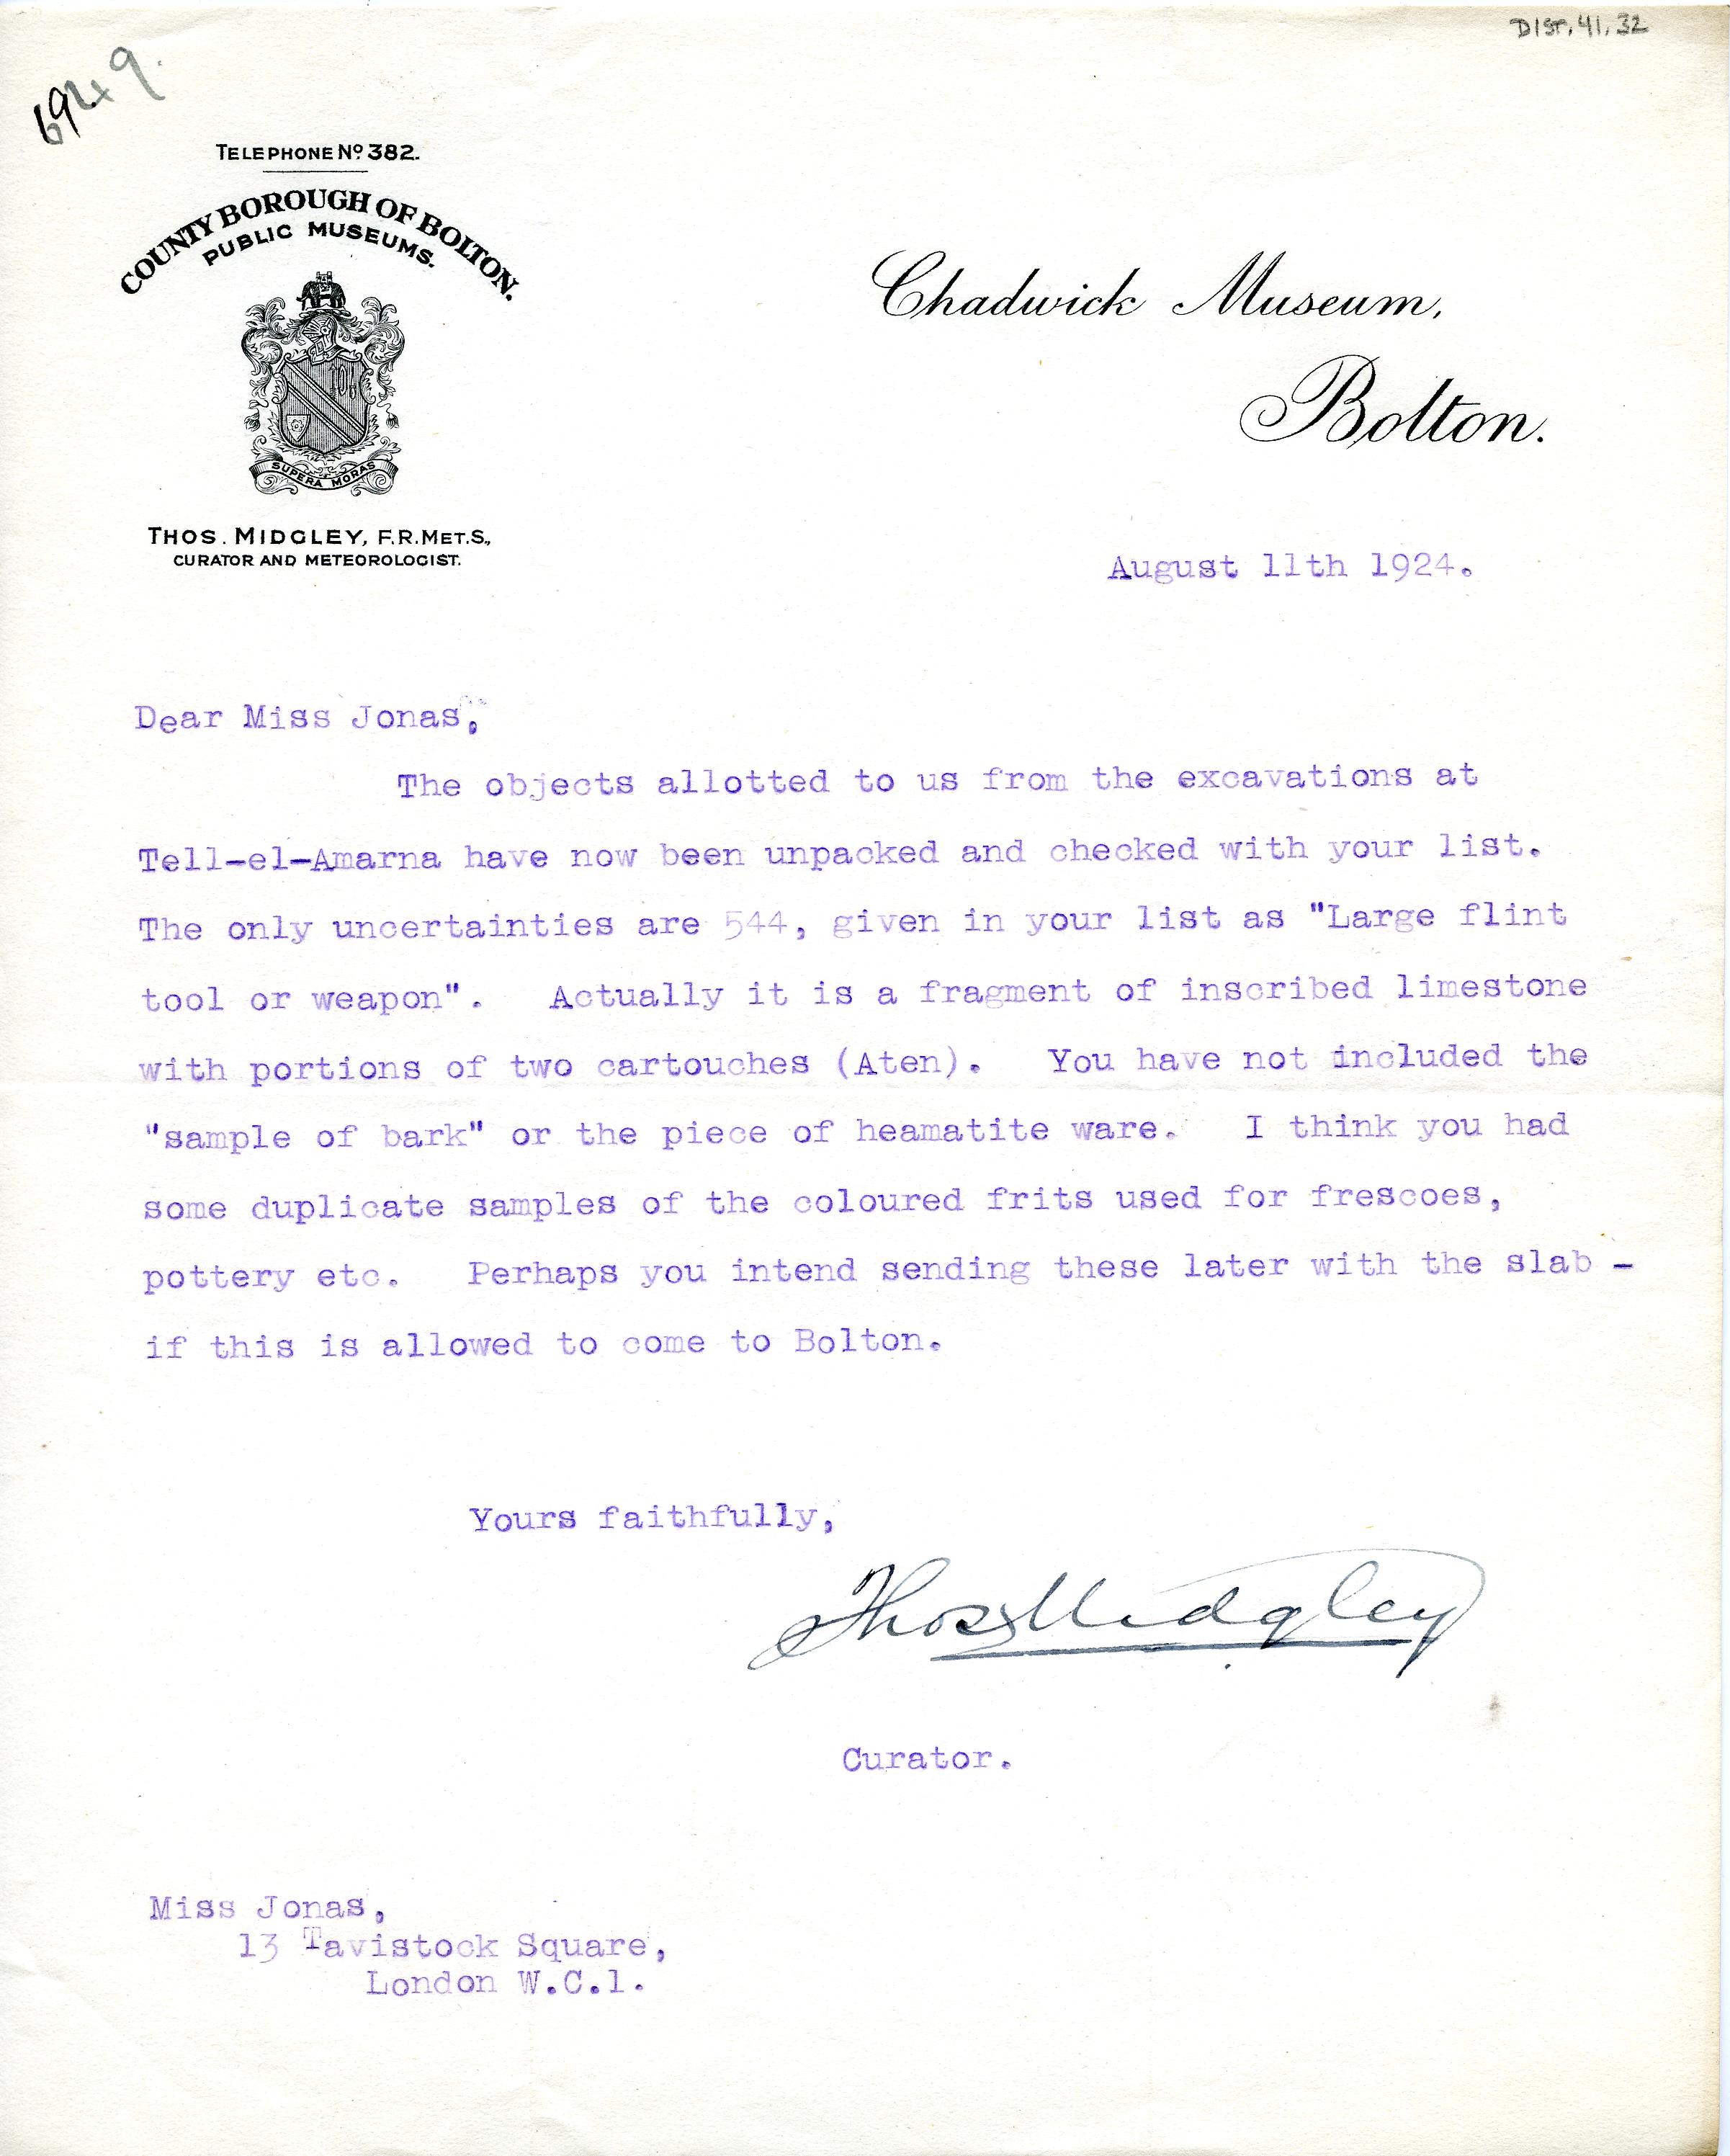 DIST. 41.32
TELEPHONE No 382.
COUNTY BOROUGH OF BOLTON.
PUBLIC MUSEUMS.
SUPERA MORAS
THOS. MIDGLEY, F.R.MET.S.,
CURATOR AND METEOROLOGIST.
Chadwick Museum,
Bolton.
August 11th 1924.
Dear Miss Jonas,
The objects allotted to us from the excavations at
Tell-el-Amarna have now been unpacked and checked with your list.
The only uncertainties are 544, given in your list as "Large flint
tool or weapon". Actually it is a fragment of inscribed limestone
with portions of two cartouches (Aten). You have not included the
"sample of bark" or the piece of heamatite ware. I think you had
some duplicate samples of the coloured frits used for frescoes,
pottery etc. Perhaps you intend sending these later with the slab -
if this is allowed to come to Bolton.
Yours faithfully,
Thos Midgley
Curator.
Miss Jonas,
13 Tavistock Square,
London W.C.1.